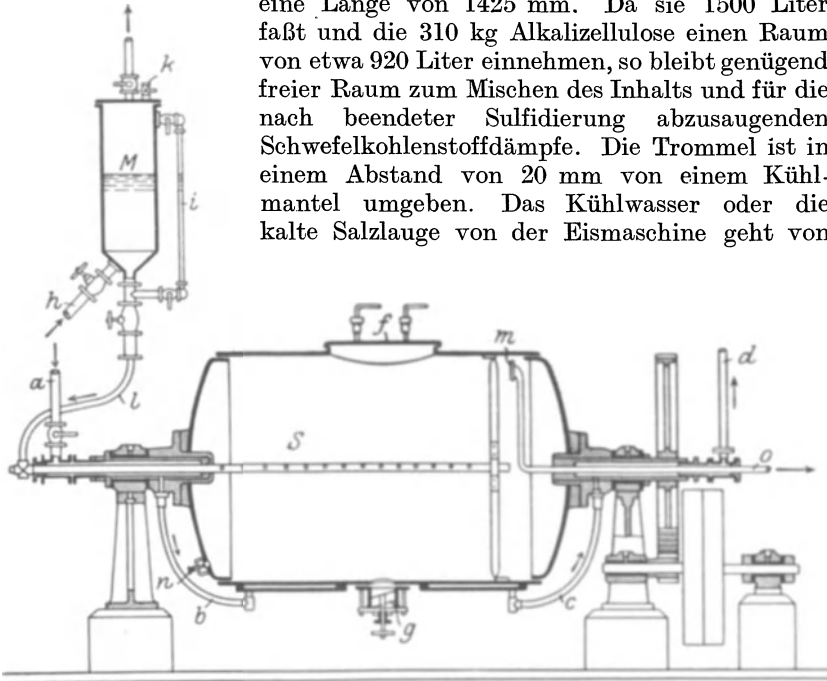 eine Länge von 1425 mm. Da sie 1500 Liter
faßt und die 310 kg Alkalizellulose einen Raum
von etwa 920 Liter einnehmen, so bleibt genügend
freier Raum zum Mischen des Inhalts und für die
nach beendeter Sulfidierung abzusaugenden
Schwefelkohlenstoffdämpfe. Die Trommel ist in
einem Abstand von 20 mm von einem Kühl-
mantel umgeben. Das Kühlwasser oder die
kalte Salzlauge von der Eismaschine geht von
k
M
i
h
a
l
f
m
d
S
o
n
b
g
c